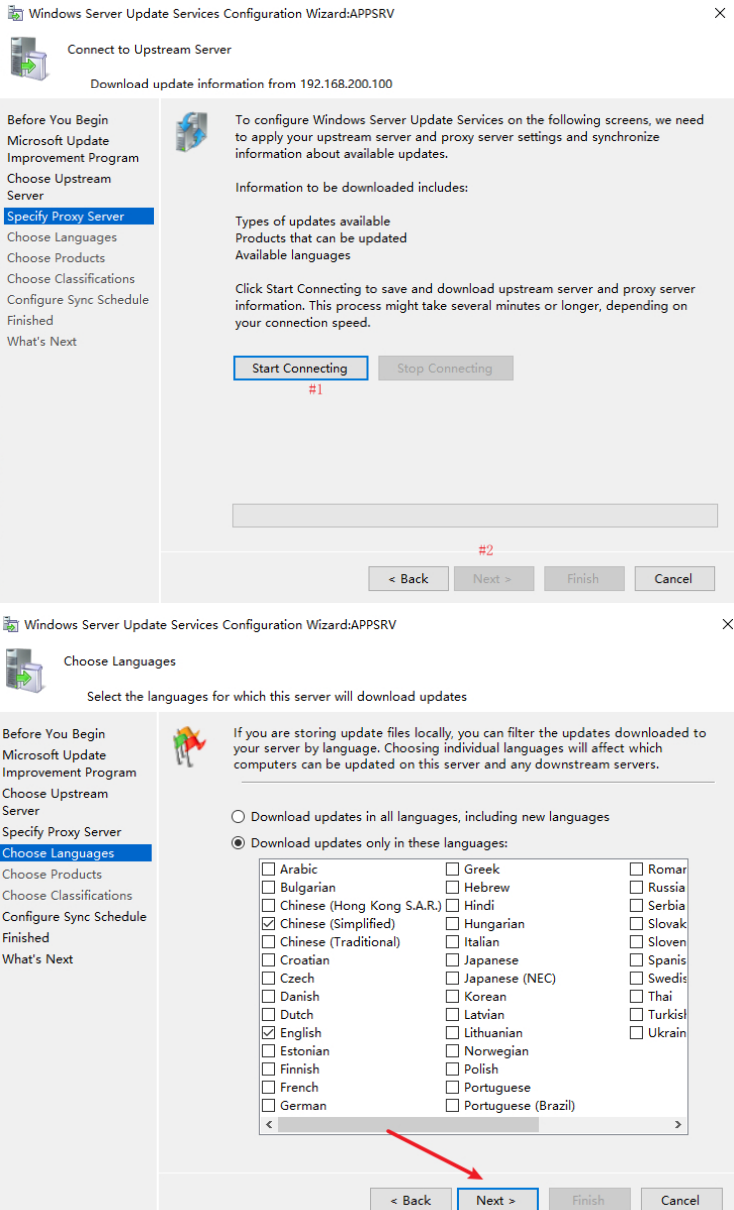 Windows Server Update Services Configuration Wizard:APPSRV
Connect to Upstream Server
Download update information from 192.168.200.100
Before You Begin
Microsoft Update
Improvement Program
Choose Upstream
Server
Specify Proxy Server
Choose Languages
Choose Products
Choose Classifications
Configure Sync Schedule
Finished
What's Next
To configure Windows Server Update Services on the following screens, we need
to apply your upstream server and proxy server settings and synchronize
information about available updates.
Information to be downloaded includes:
Types of updates available
Products that can be updated
Available languages
Click Start Connecting to save and download upstream server and proxy server
information. This process might take several minutes or longer, depending on
your connection speed.
Start Connecting
Stop Connecting
#1
#2
< Back
Next >
Finish
Cancel
Windows Server Update Services Configuration Wizard:APPSRV
Choose Languages
Select the languages for which this server will download updates
Before You Begin
Microsoft Update
Improvement Program
Choose Upstream
Server
Specify Proxy Server
Choose Languages
Choose Products
Choose Classifications
Configure Sync Schedule
Finished
What's Next
If you are storing update files locally, you can filter the updates downloaded to
your server by language. Choosing individual languages will affect which
computers can be updated on this server and any downstream servers.
Download updates in all languages, including new languages
Download updates only in these languages:
Arabic
Bulgarian
Chinese (Hong Kong S.A.R.)
Chinese (Simplified)
Chinese (Traditional)
Croatian
Czech
Danish
Dutch
English
Estonian
Finnish
French
German
Greek
Hebrew
Hindi
Hungarian
Italian
Japanese
Japanese (NEC)
Korean
Latvian
Lithuanian
Norwegian
Polish
Portuguese
Portuguese (Brazil)
Romar
Russia
Serbia
Slovak
Sloven
Spanis
Swedis
Thai
Turkish
Ukrain
< Back
Next >
Finish
Cancel